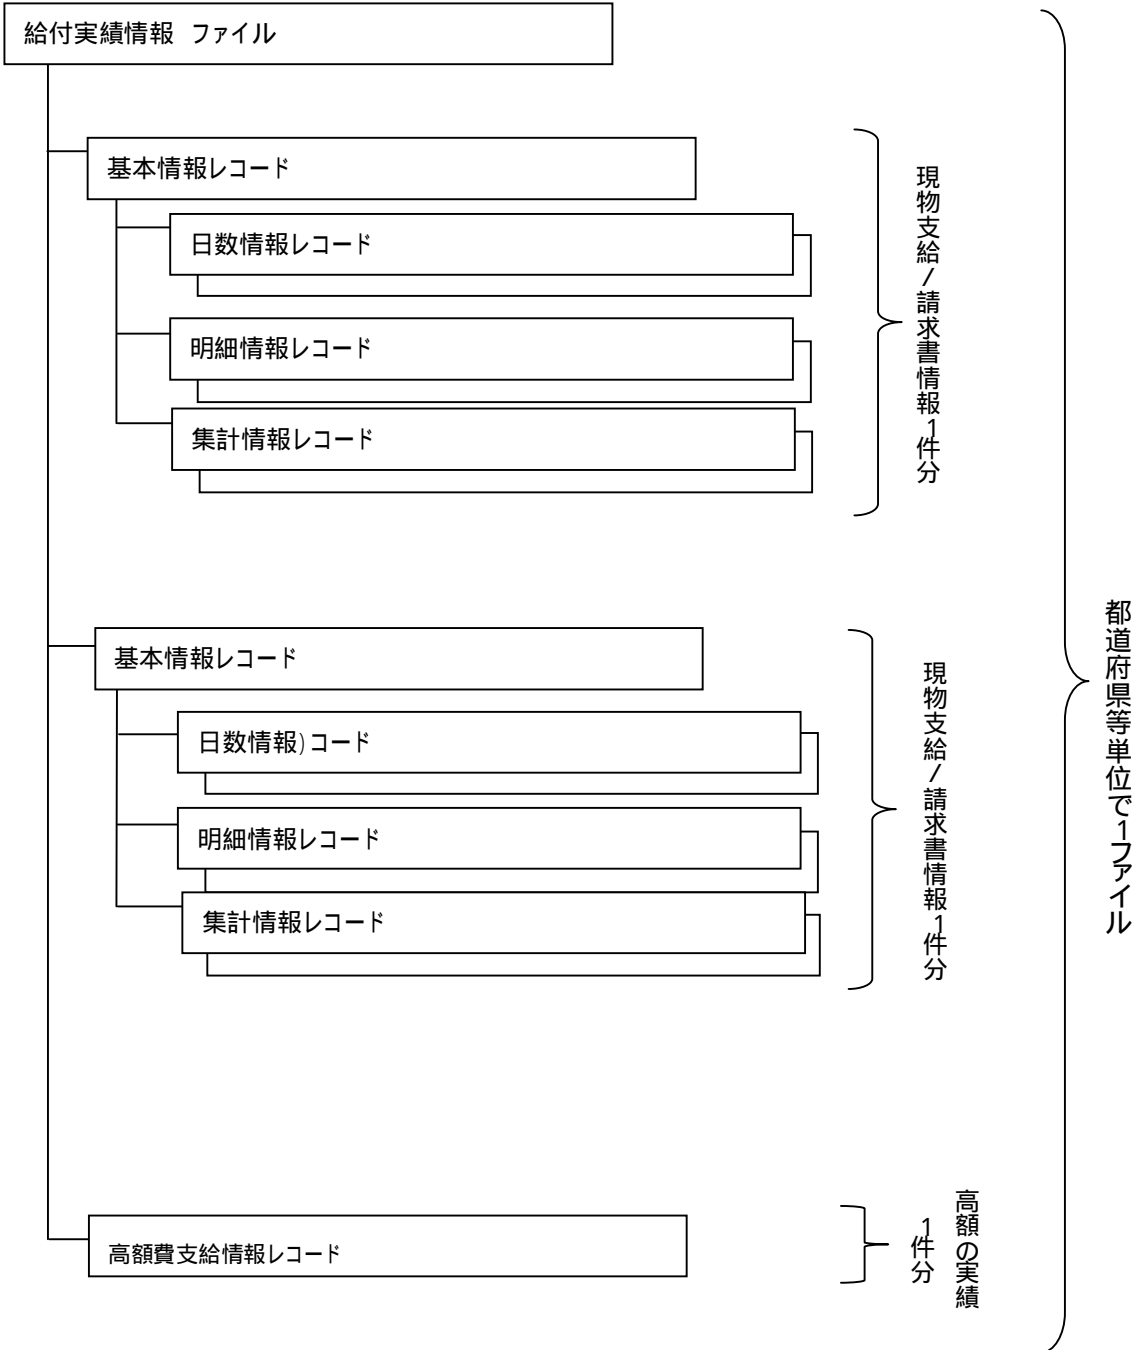 給付実績情報 ファイル
基本情報レコード
日数情報レコード
明細情報レコード
集計情報レコード
現物支給/請求書情報1件分
基本情報レコード
日数情報)コード
明細情報レコード
集計情報レコード
現物支給/請求書情報1件分
高額費支給情報レコード
高額の実績
1件分
都道府県等単位で1ファイル